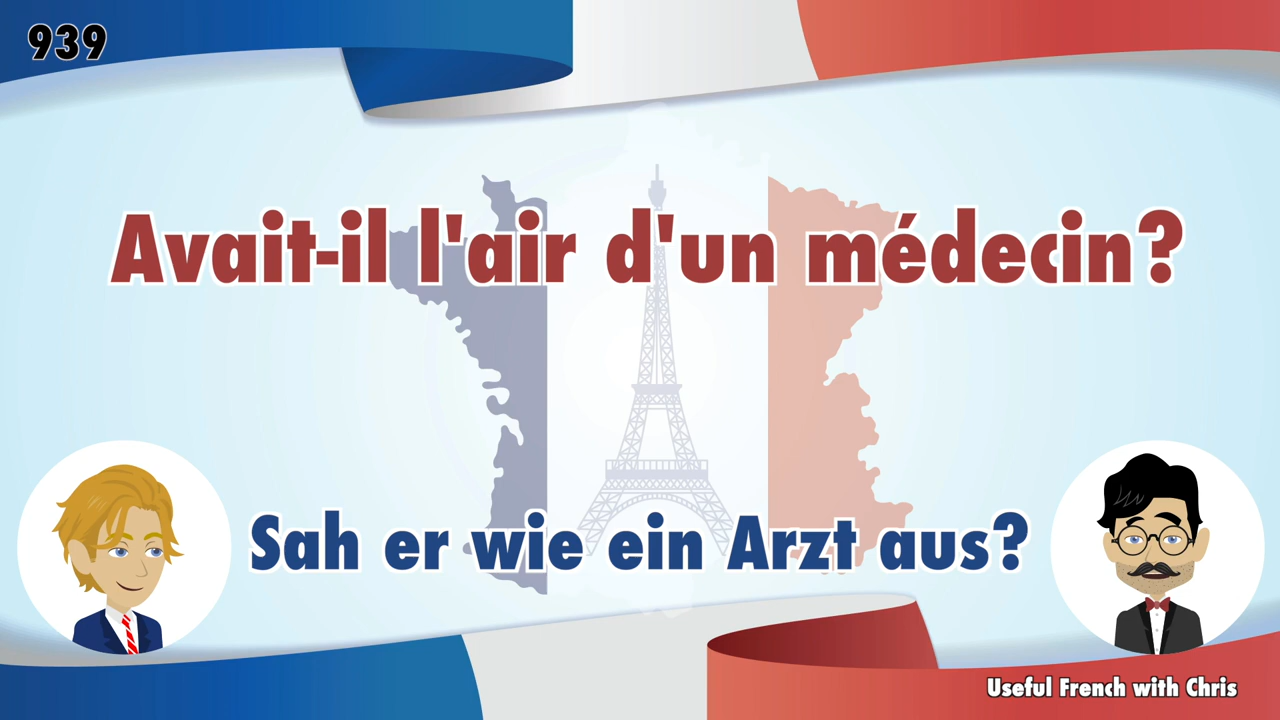 939
Avait-il l'air d'un médecin?
Sah er wie ein Arzt aus?
Useful French with Chris